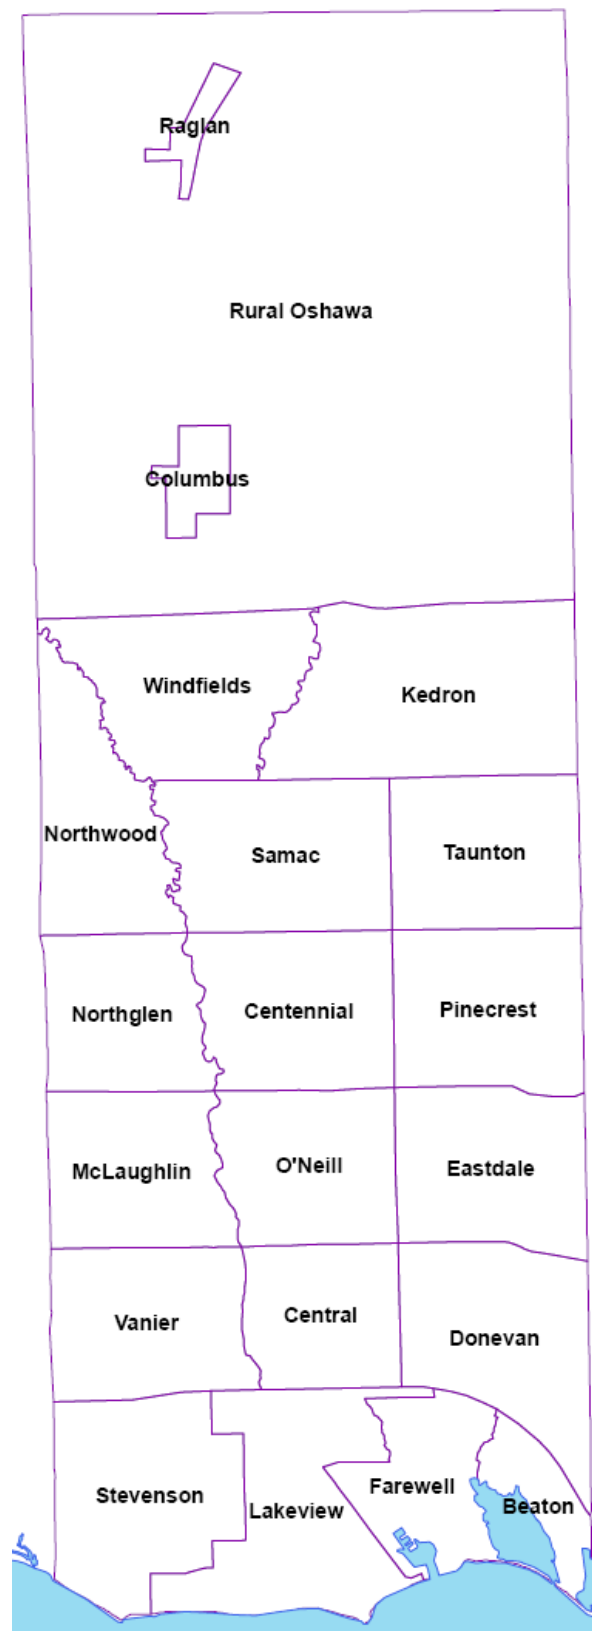 Raglan
Rural Oshawa
Columbus
Windfields
Kedron
Northwood
Samac
Taunton
Northglen
Centennial
Pinecrest
McLaughlin
O'Neill
Eastdale
Vanier
Central
Donevan
Stevenson
Lakeview
Farewell
Beaton